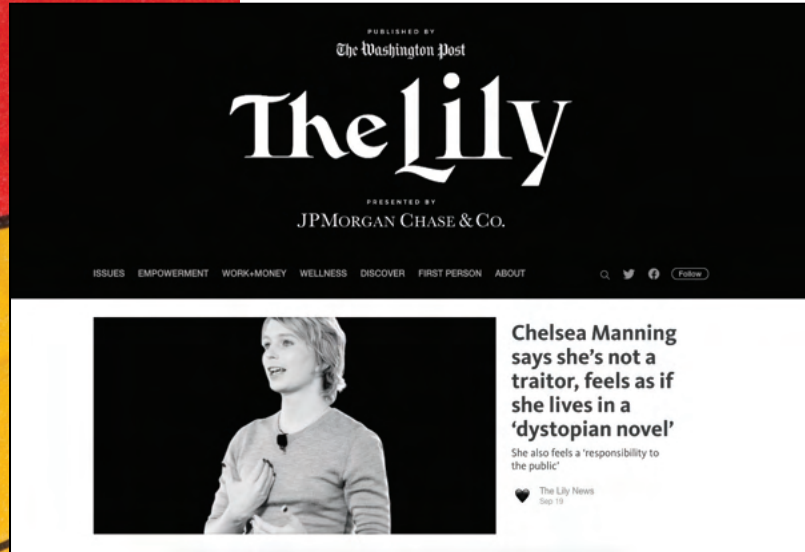 PUBLISHED BY
The Washington Post
The Lily
PRESENTED BY
JPMORGAN CHASE & CO.
ISSUES EMPOWERMENT WORK+MONEY WELLNESS DISCOVER FIRST PERSON ABOUT Follow
Chelsea Manning
says she's not a
traitor, feels as if
she lives in a
‘dystopian novel’
She also feels a ‘responsibility to
the public’
The Lily News
Sep 19